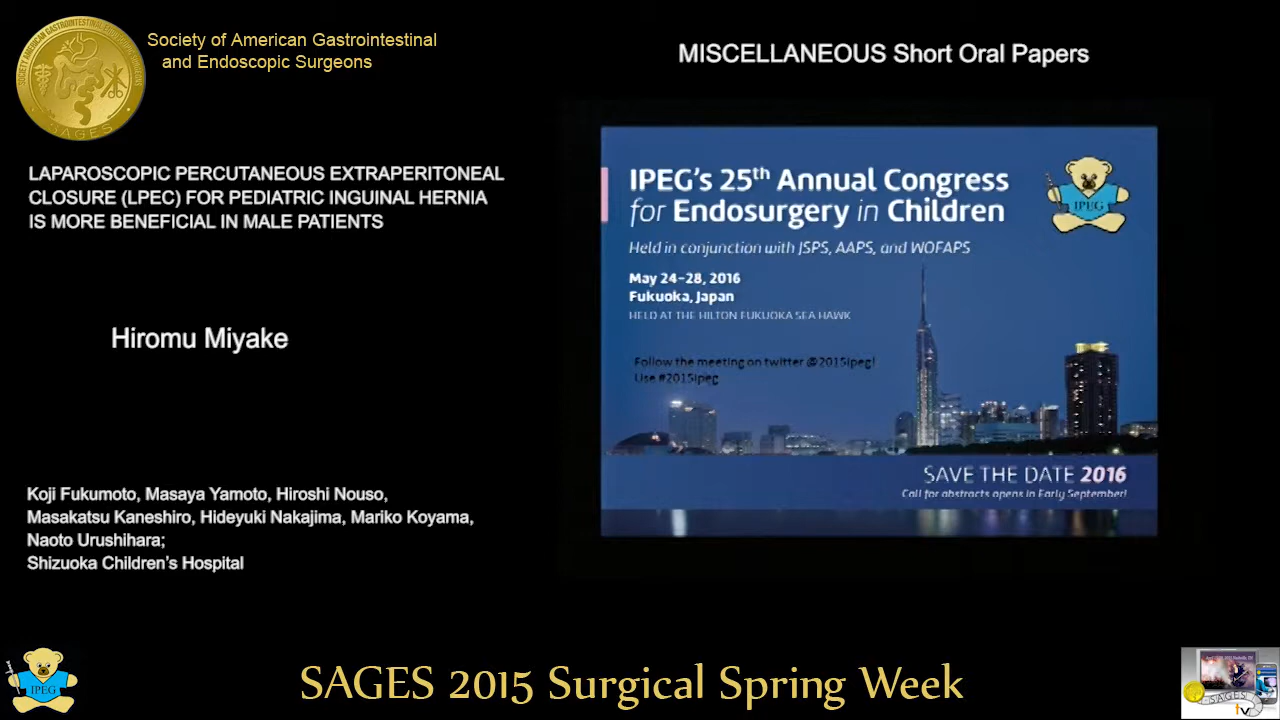 Society of American Gastrointestinal
and Endoscopic Surgeons
SAGES
MISCELLANEOUS Short Oral Papers
LAPAROSCOPIC PERCUTANEOUS EXTRAPERITONEAL
CLOSURE (LPEC) FOR PEDIATRIC INGUINAL HERNIA
IS MORE BENEFICIAL IN MALE PATIENTS
Hiromu Miyake
Koji Fukumoto, Masaya Yamoto, Hiroshi Nouso,
Masakatsu Kaneshiro, Hideyuki Nakajima, Mariko Koyama,
Naoto Urushihara;
Shizuoka Children's Hospital
IPEG's 25th Annual Congress
for Endosurgery in Children
IPEG
Held in conjunction with JSPS, AAPS, and WOFAPS
May 24-28, 2016
Fukuoka, Japan
HELD AT THE HILTON FUKUOKA SEA HAWK
Follow the meeting on twitter @2015ipeg!
Use #2015ipeg
SAVE THE DATE 2016
Call for abstracts opens in Early September!
IPEG
SAGES 2015 Surgical Spring Week
SAGES
tv